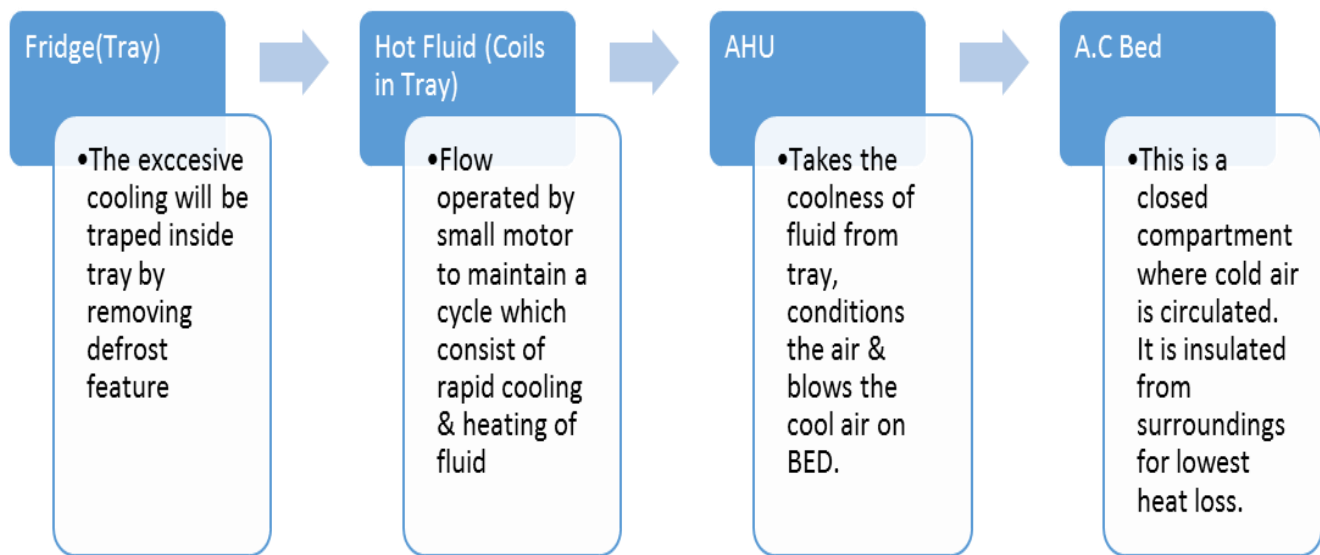 Fridge(Tray)
•The exccesive
cooling will be
traped inside
tray by
removing
defrost
feature
Hot Fluid (Coils
in Tray)
•Flow
operated by
small motor
to maintain a
cycle which
consist of
rapid cooling
& heating of
fluid
AHU
•Takes the
coolness of
fluid from
tray,
conditions
the air &
blows the
cool air on
BED.
A.C Bed
•This is a
closed
compartment
where cold air
is circulated.
It is insulated
from
surroundings
for lowest
heat loss.